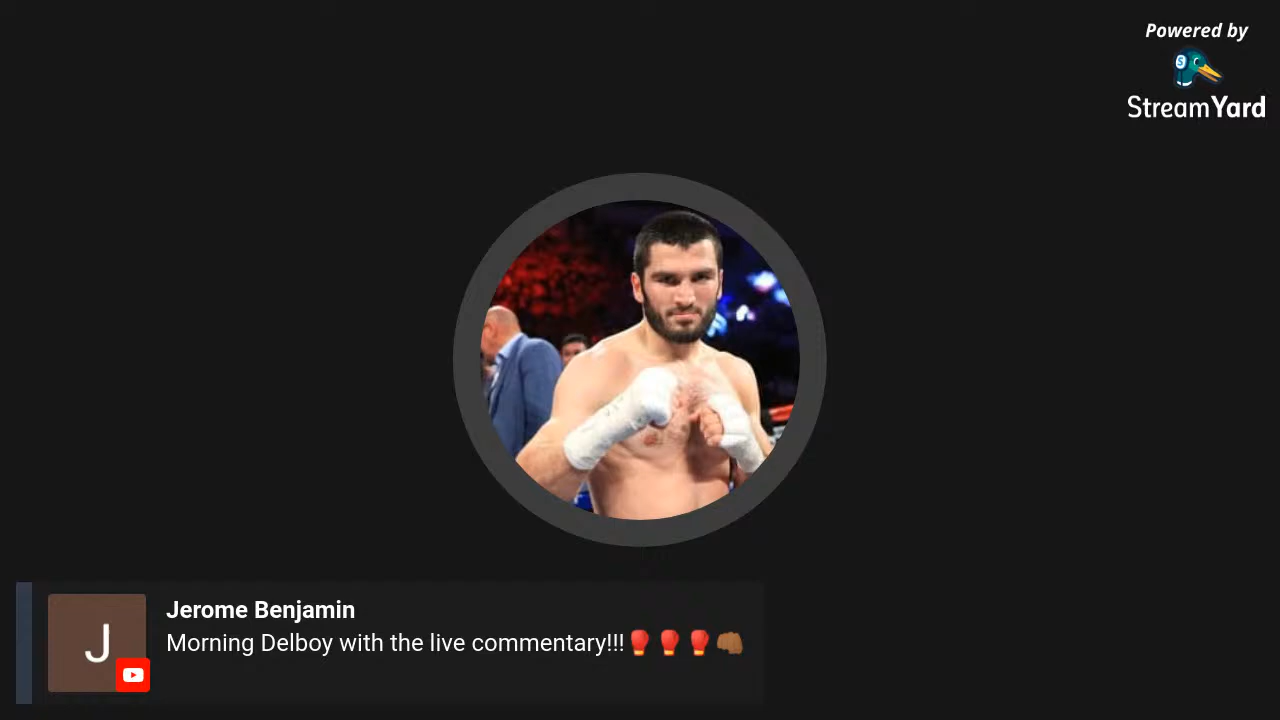 Powered by
StreamYard
Jerome Benjamin
Morning Delboy with the live commentary!!!🥊🥊🥊👊🏾
J